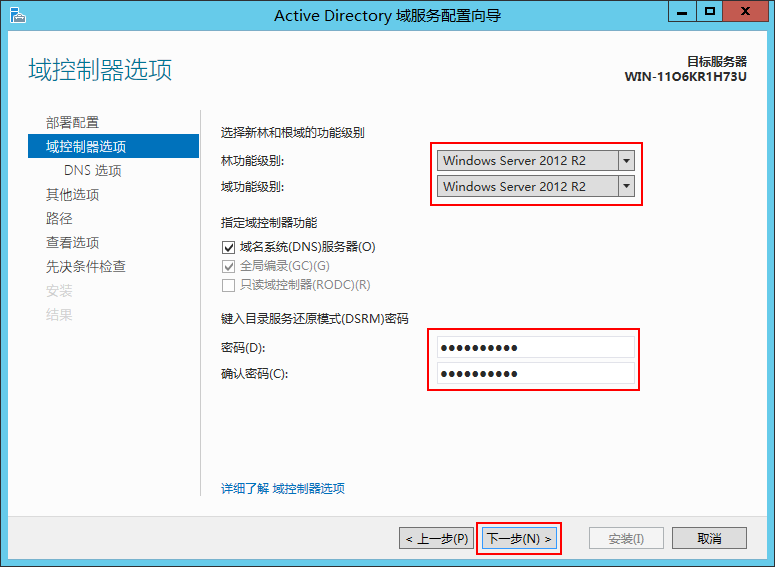 Active Directory 域服务配置向导
域控制器选项
目标服务器
WIN-11O6KR1H73U
部署配置
域控制器选项
DNS 选项
其他选项
路径
查看选项
先决条件检查
安装
结果
选择新林和根域的功能级别
林功能级别: Windows Server 2012 R2
域功能级别: Windows Server 2012 R2
指定域控制器功能
域名系统(DNS)服务器(O)
全局编录(GC)(G)
只读域控制器(RODC)(R)
键入目录服务还原模式(DSRM)密码
密码(D): ●●●●●●●●●●
确认密码(C): ●●●●●●●●●●
详细了解 域控制器选项
< 上一步(P) 下一步(N) > 安装(I) 取消